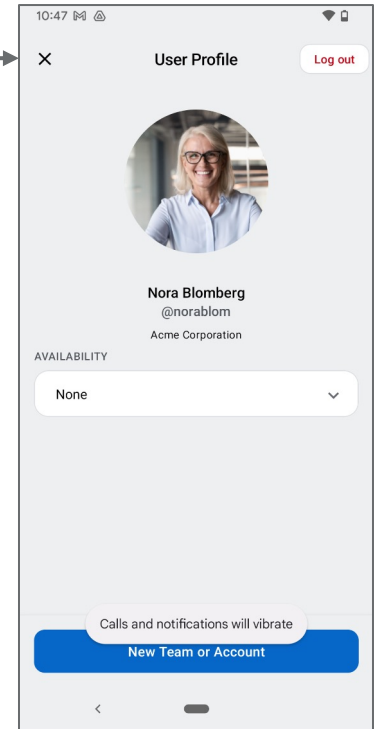 10:47
User Profile
Log out
Nora Blomberg
@norablom
Acme Corporation
AVAILABILITY
None
Calls and notifications will vibrate
New Team or Account